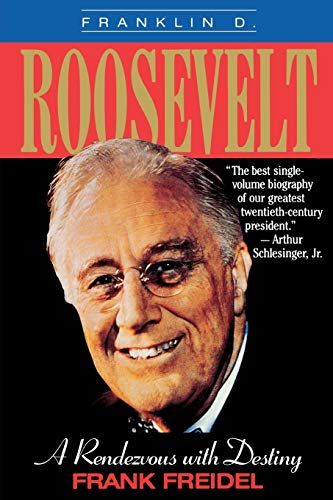 FRANKLIN D.
ROOSEVELT
"The best single-
volume biography
of our greatest
twentieth-century
president."
— Arthur
Schlesinger, Jr.
A Rendezvous with Destiny
FRANK FREIDEL